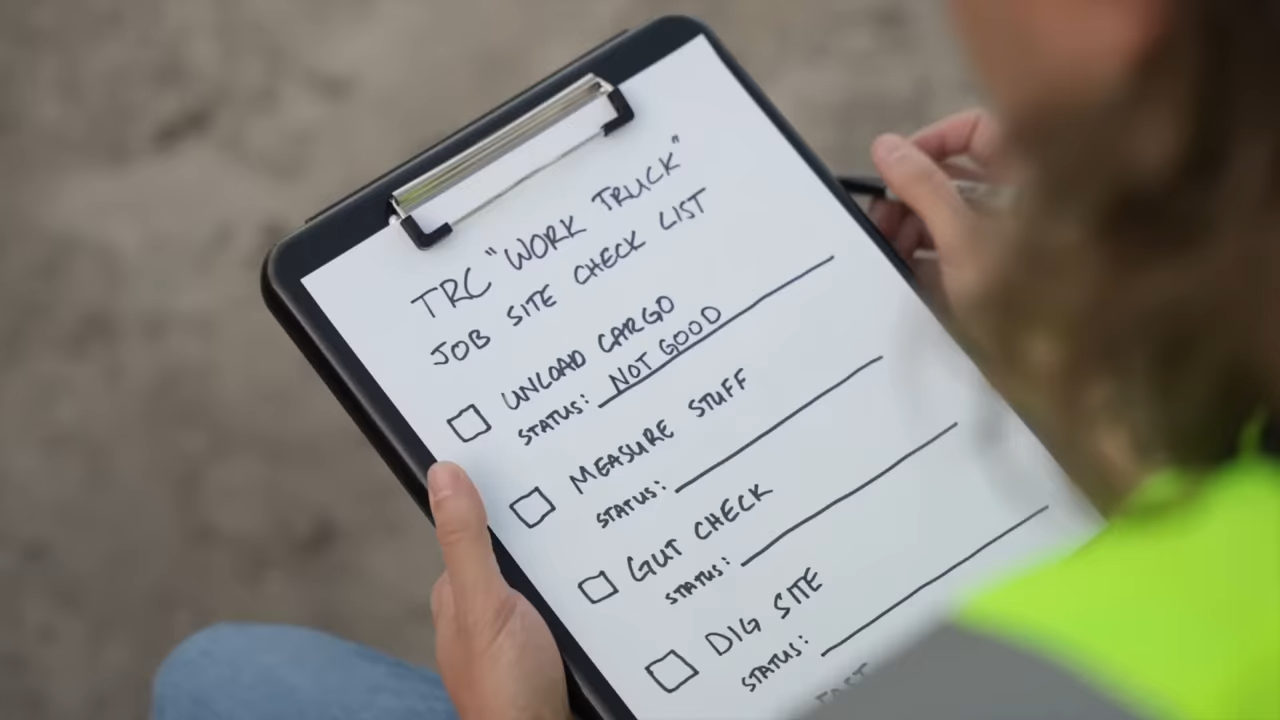 TRC "WORK TRUCK"
JOB SITE CHECK LIST
UNLOAD CARGO
STATUS: NOT GOOD
MEASURE STUFF
STATUS:
GUT CHECK
STATUS:
DIG SITE
STATUS: